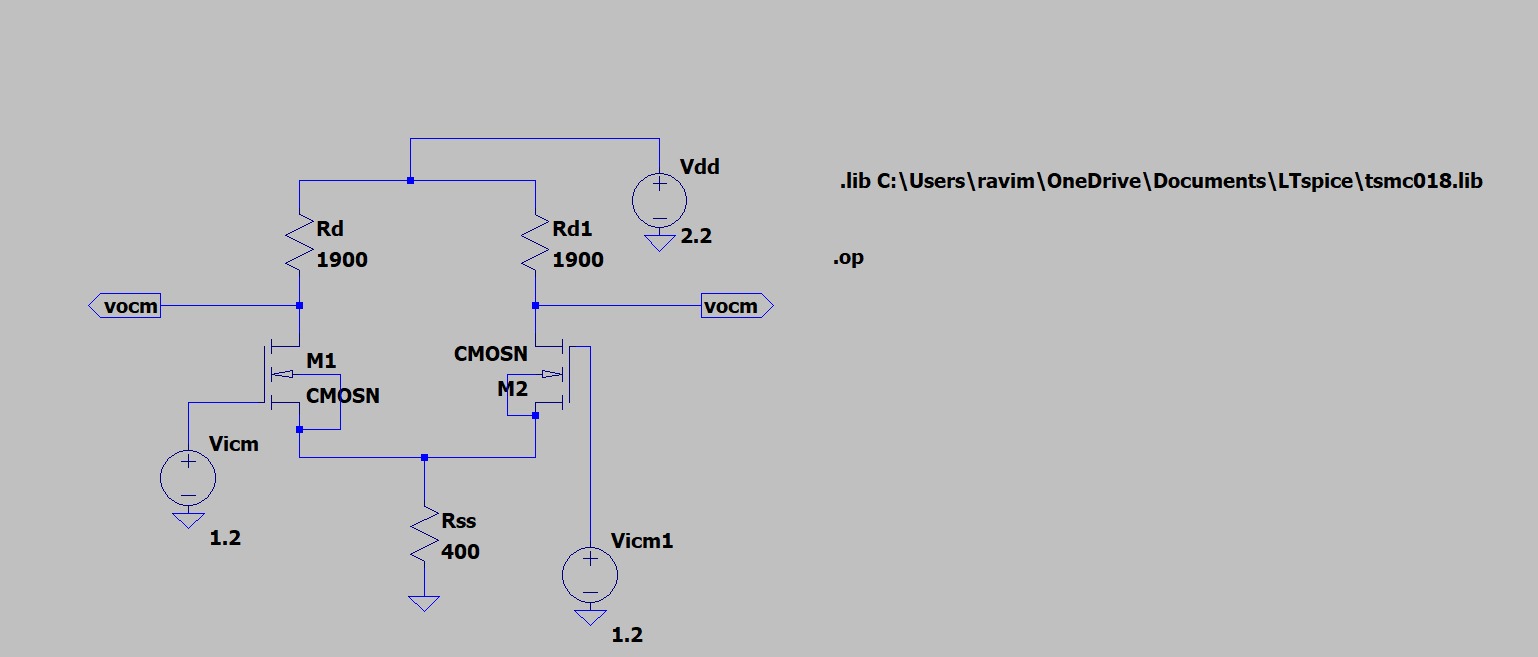 Vdd
2.2
.lib C:\Users\ravim\OneDrive\Documents\LTspice\tsmc018.lib
.op
Rd
1900
Rd1
1900
vocm
vocm
M1
CMOSN
CMOSN
M2
Vicm
1.2
Rss
400
Vicm1
1.2